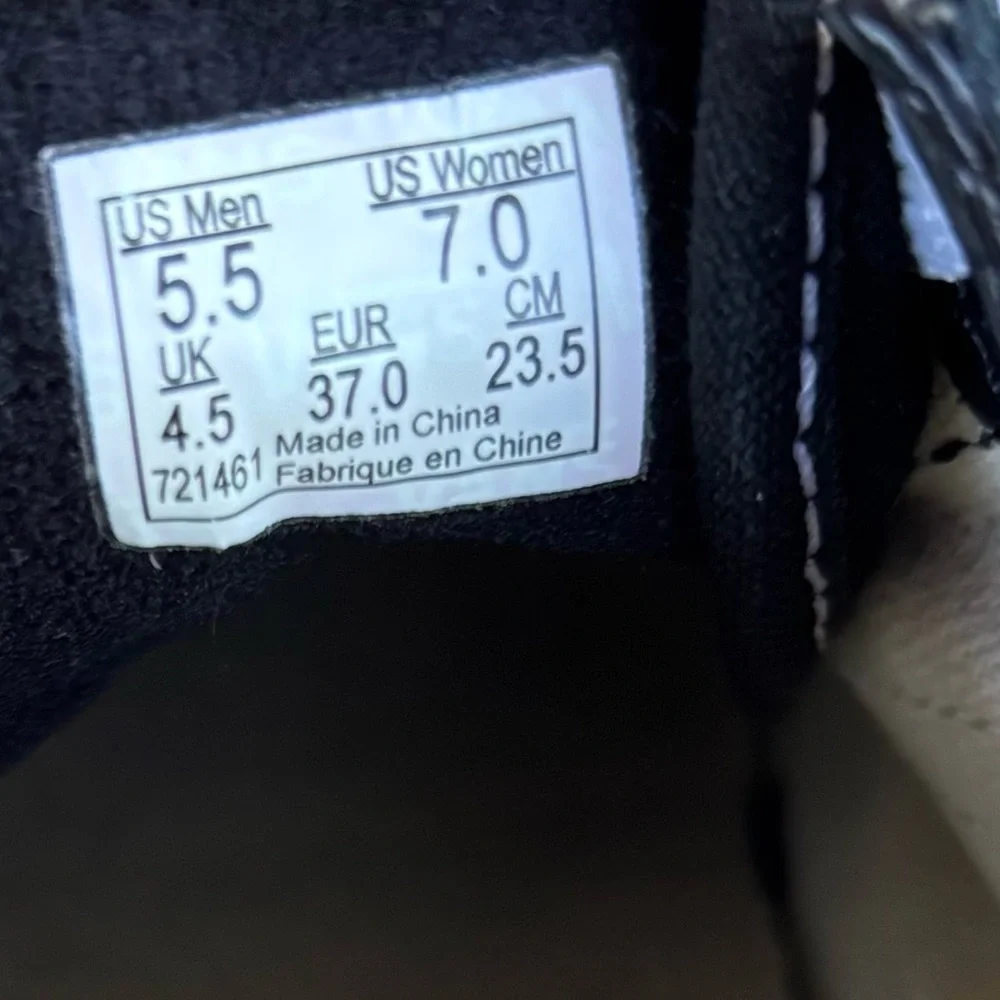 US Men US Women
5.5 7.0
UK EUR CM
4.5 37.0 23.5
Made in China
721461 Fabrique en Chine